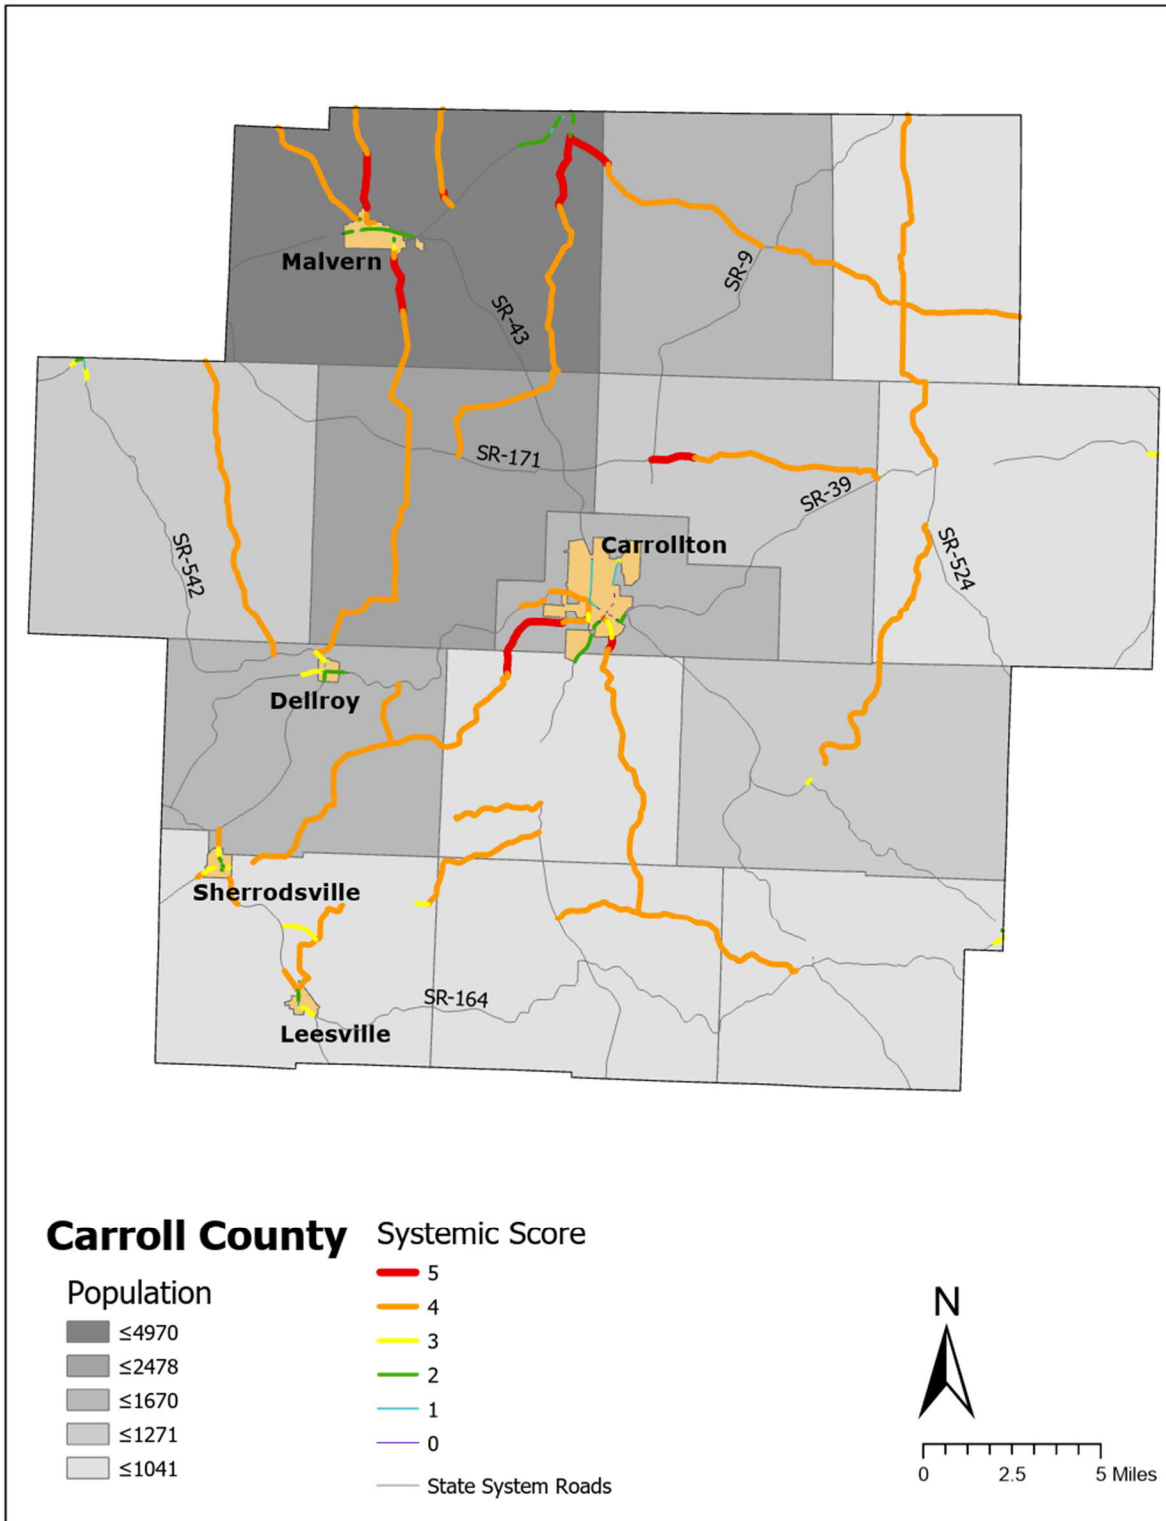 Malvern
SR-9
SR-43
SR-171
SR-39
SR-542
Carrollton
SR-524
Dellroy
Sherrodsville
SR-164
Leesville
Carroll County
Population
≤4970
≤2478
≤1670
≤1271
≤1041
Systemic Score
5
4
3
2
1
0
State System Roads
N
0 2.5 5 Miles